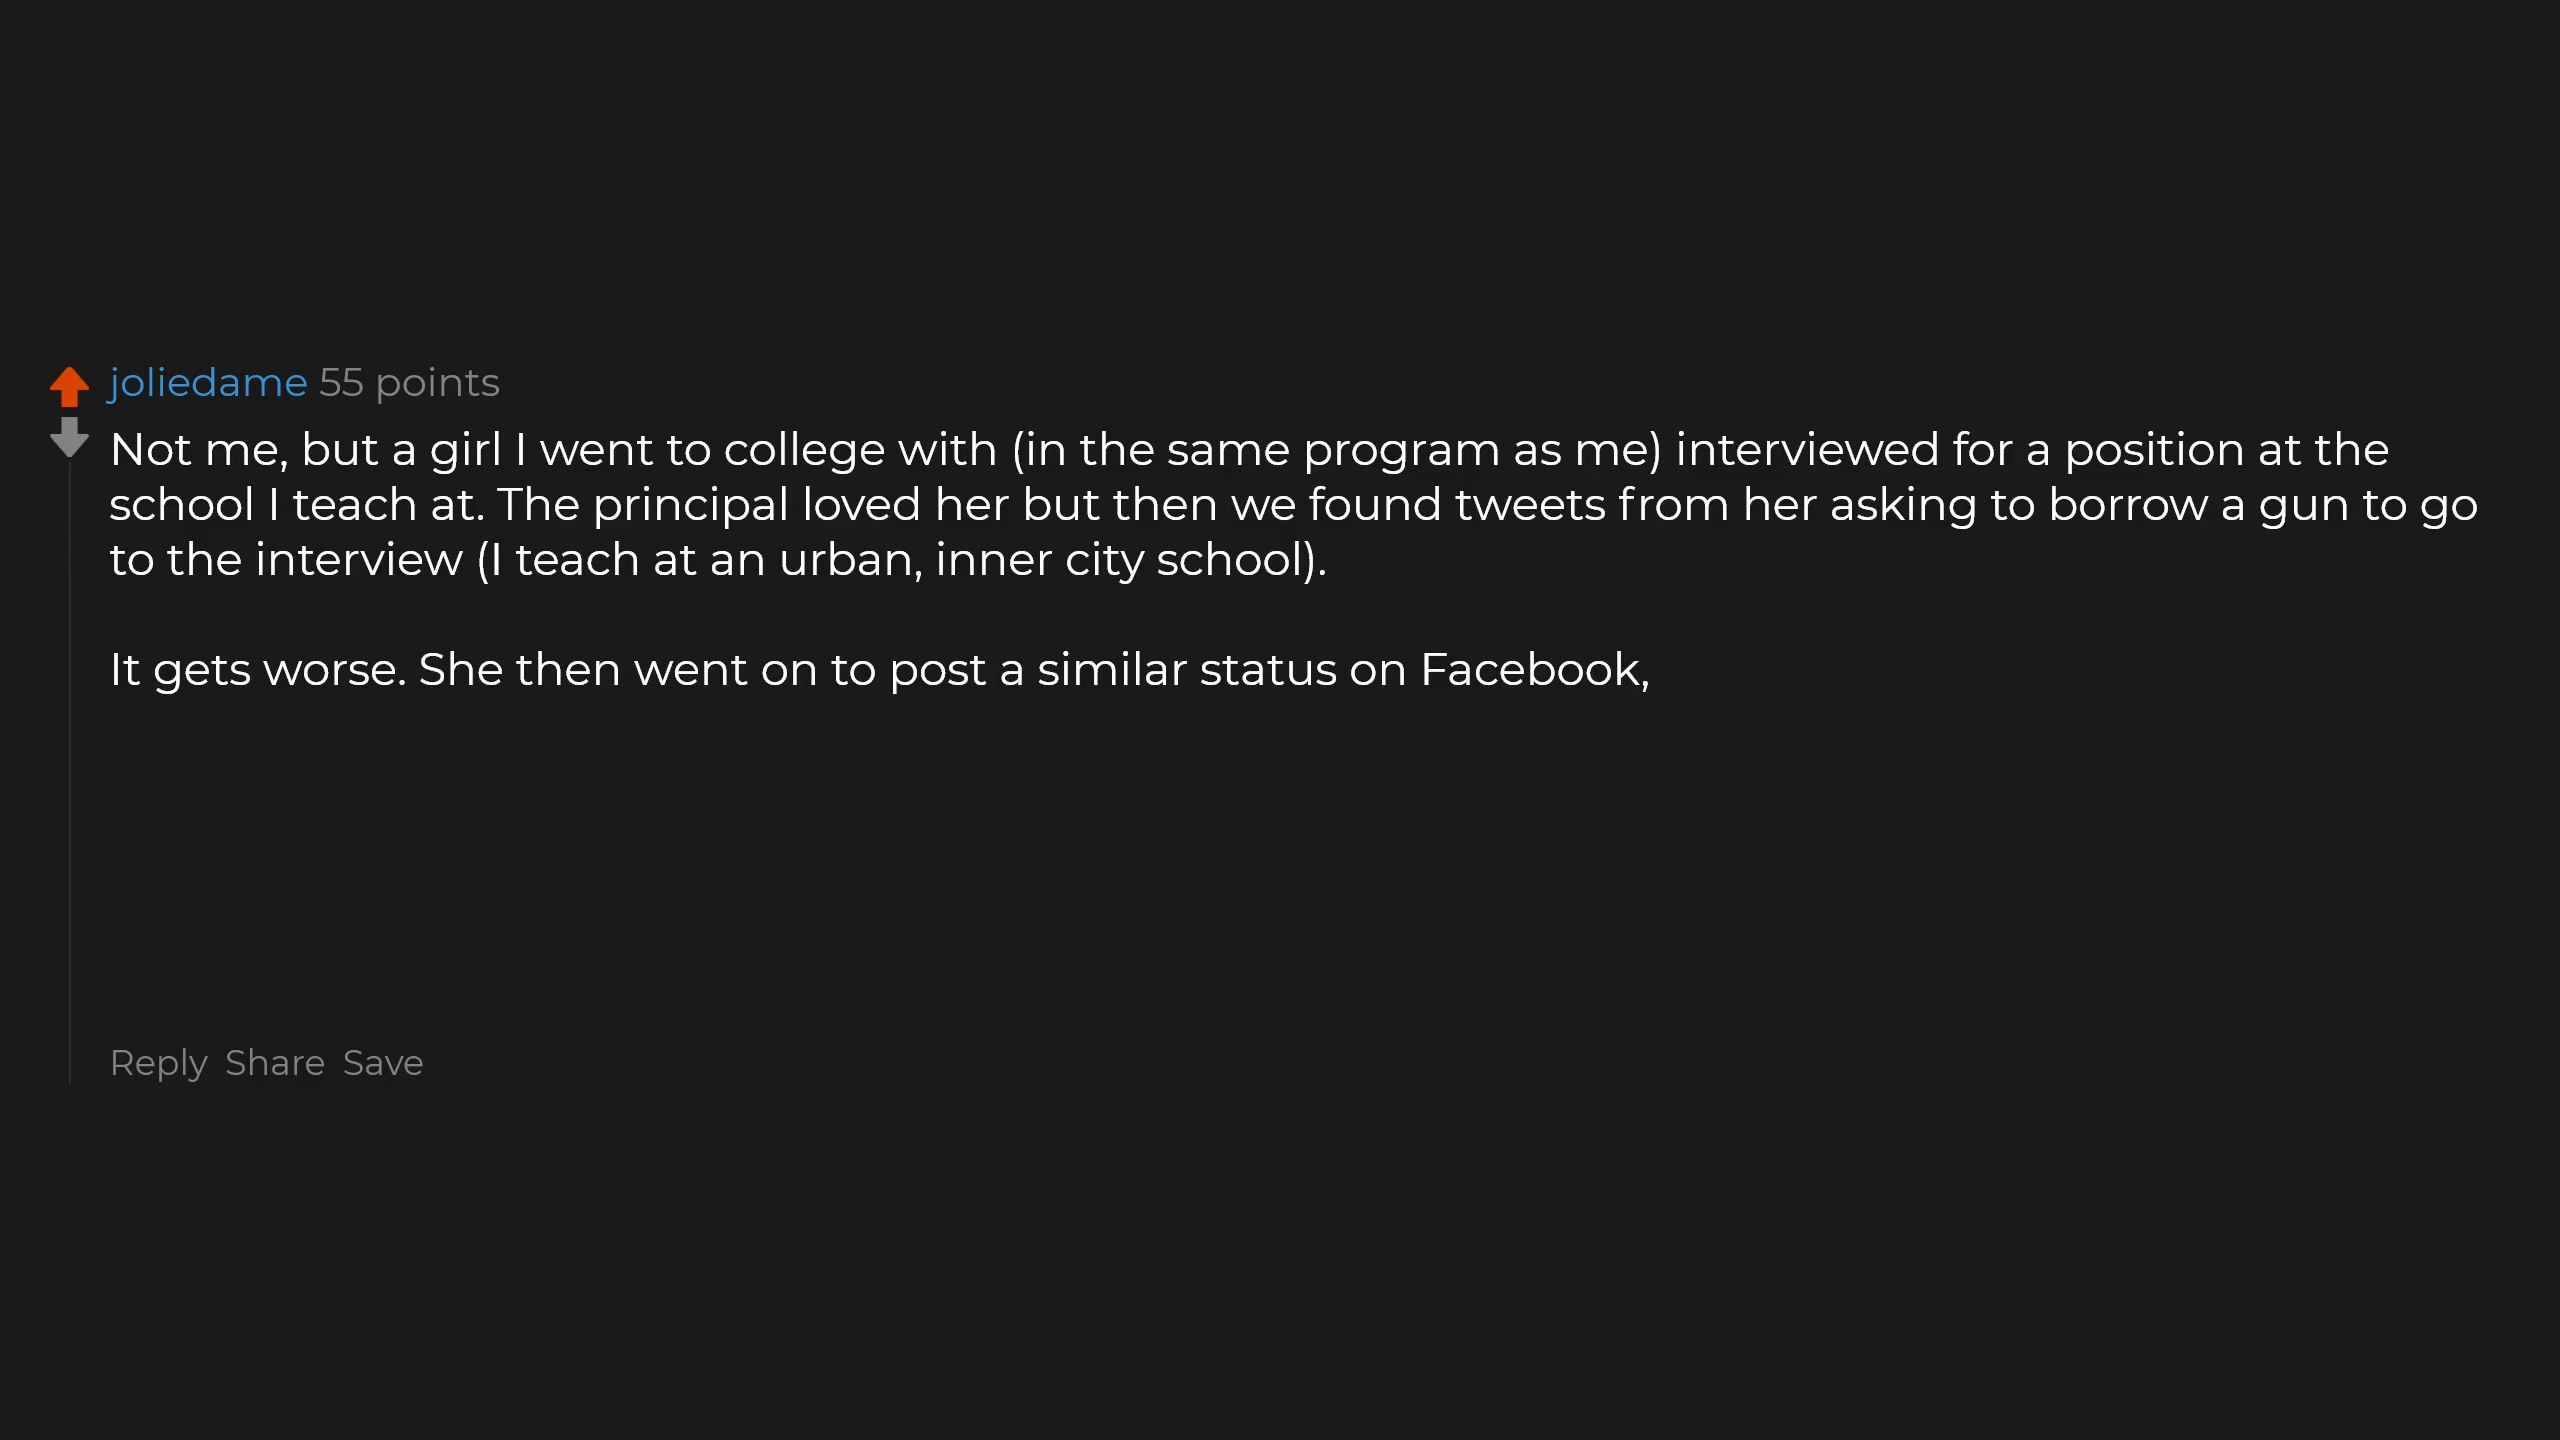 joliedame 55 points
Not me, but a girl I went to college with (in the same program as me) interviewed for a position at the
school I teach at. The principal loved her but then we found tweets from her asking to borrow a gun to go
to the interview (I teach at an urban, inner city school).
It gets worse. She then went on to post a similar status on Facebook,
Reply Share Save